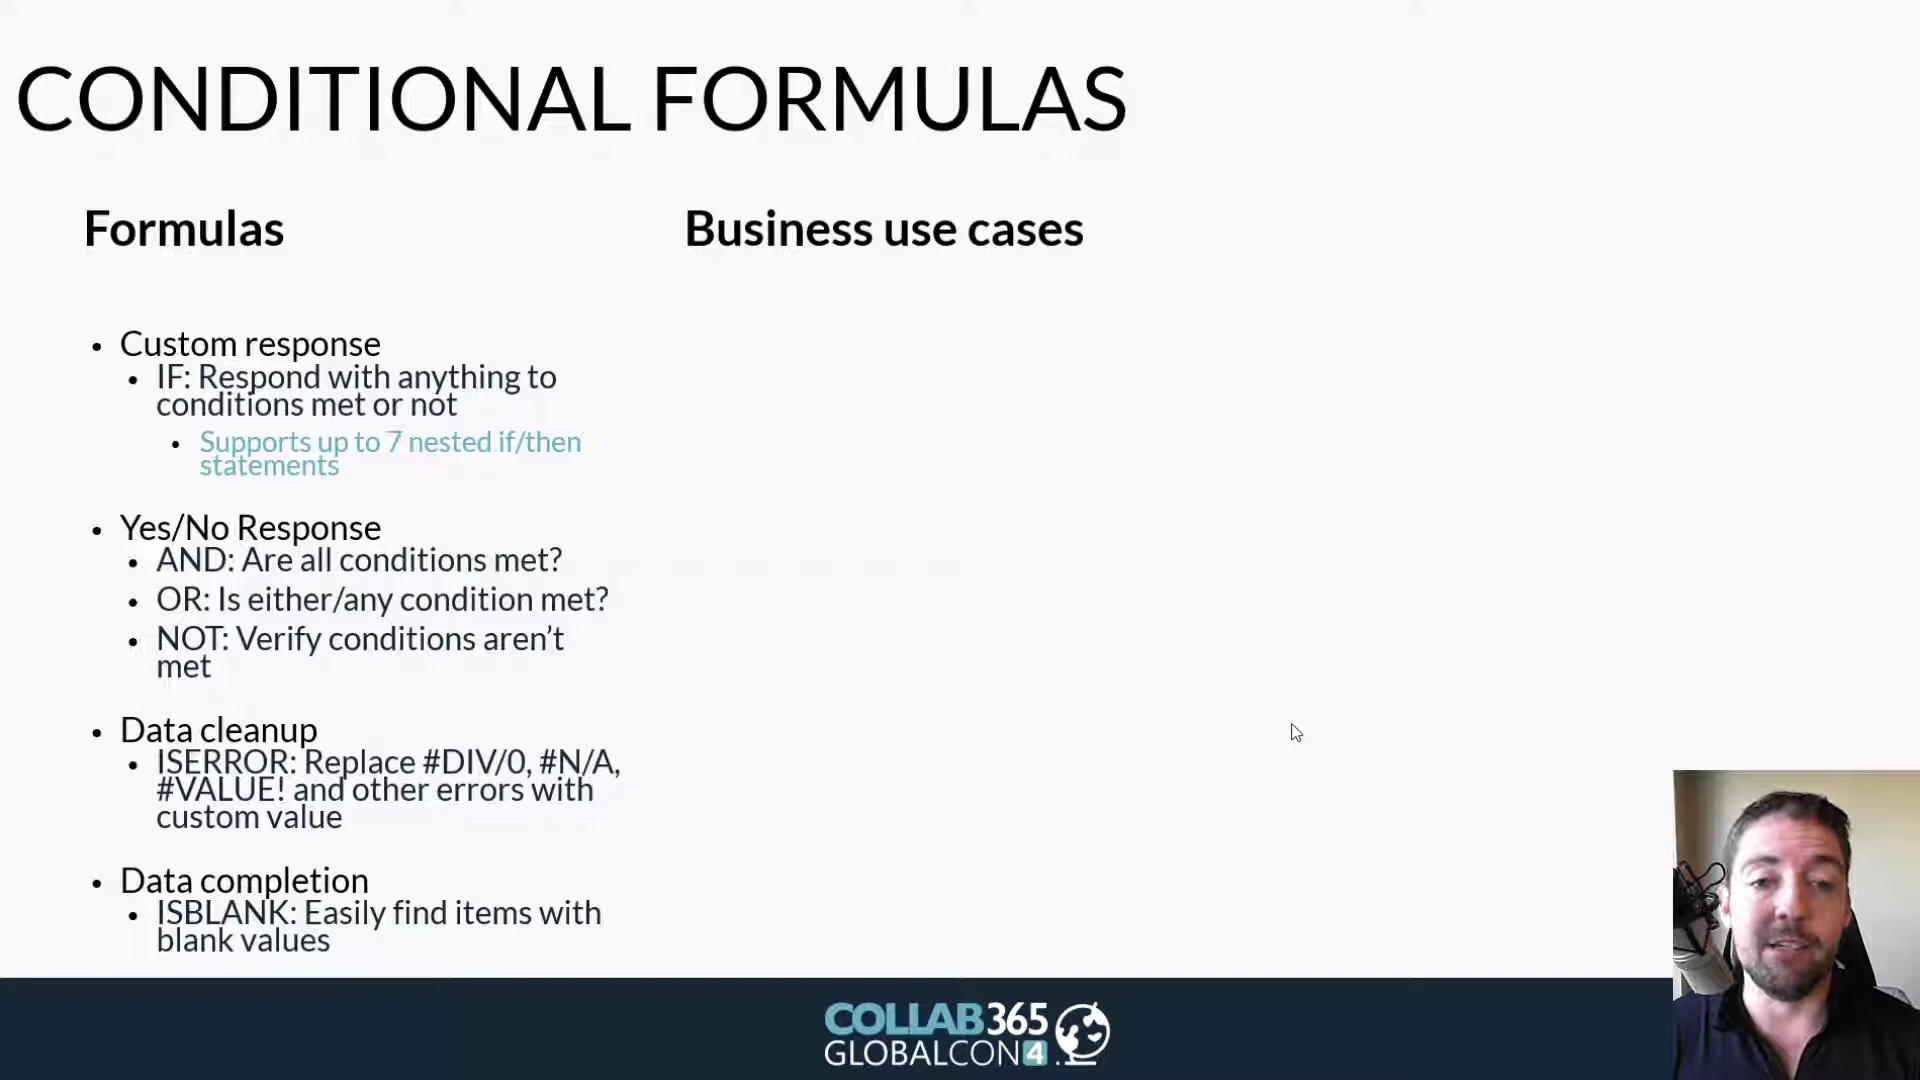 CONDITIONAL FORMULAS
Formulas
Business use cases
• Custom response
• IF: Respond with anything to
conditions met or not
• Supports up to 7 nested if/then
statements
• Yes/No Response
• AND: Are all conditions met?
• OR: Is either/any condition met?
• NOT: Verify conditions aren’t
met
• Data cleanup
• ISERROR: Replace #DIV/0, #N/A,
#VALUE! and other errors with
custom value
• Data completion
• ISBLANK: Easily find items with
blank values
COLLAB365
GLOBALCON4